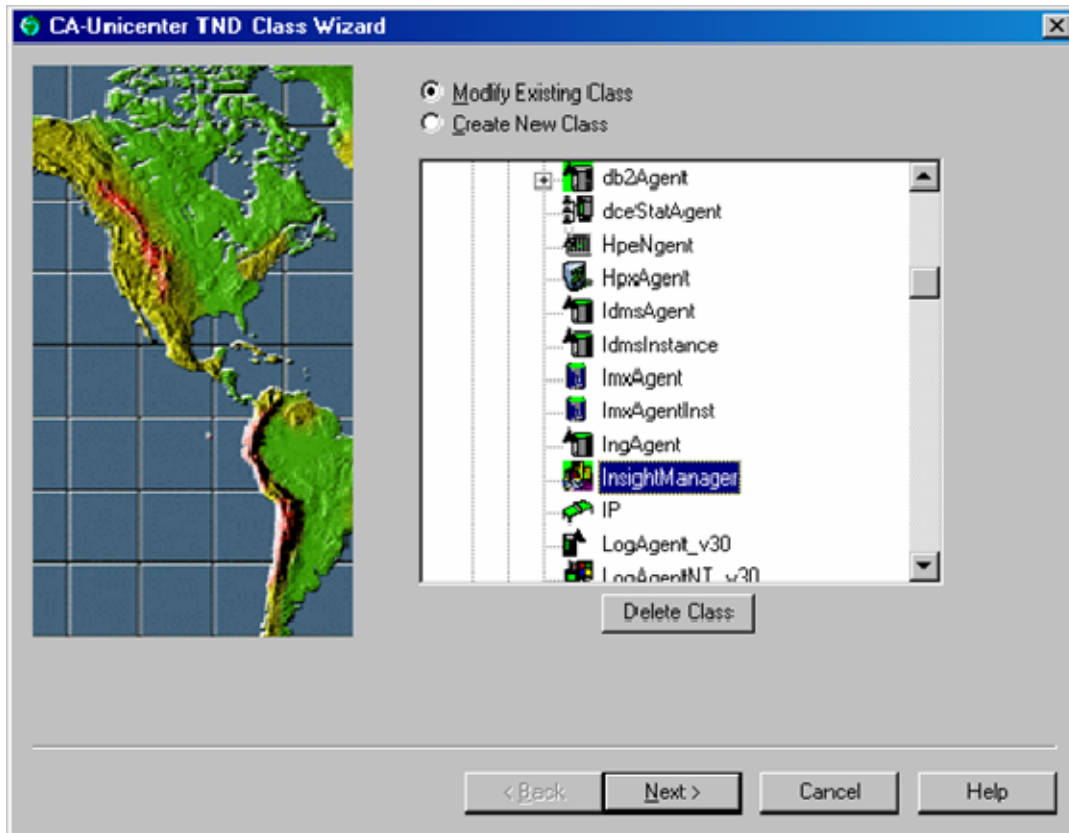 CA-Unicenter TND Class Wizard
Modify Existing Class
Create New Class
db2Agent
dceStatAgent
HpeNgent
HpxAgent
IdmsAgent
IdmsInstance
ImxAgent
ImxAgentInst
IngAgent
InsightManager
IP
LogAgent_v30
LogAgentNT_v30
Delete Class
< Back
Next >
Cancel
Help